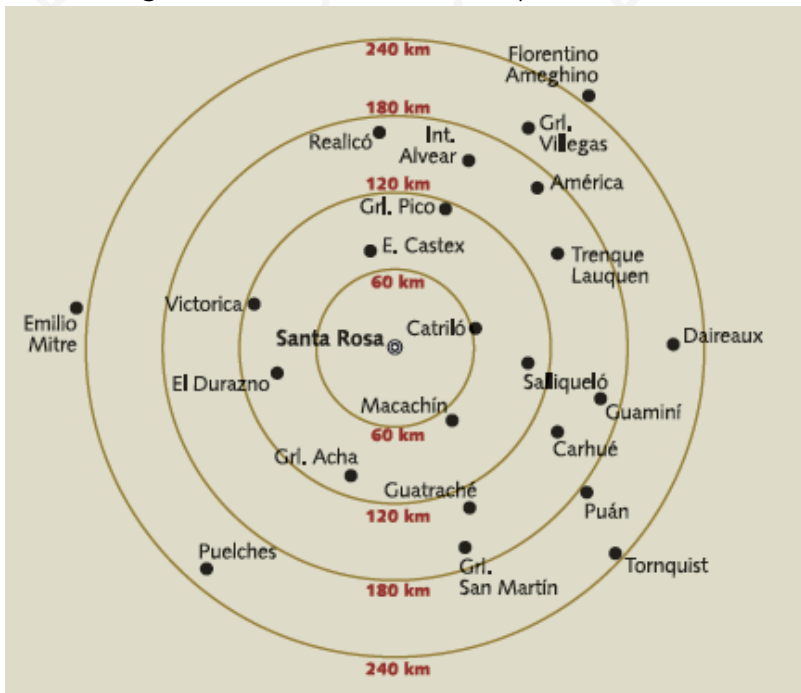 240 km
Florentino
Ameghino
180 km
Grl.
Villegas
Realicó
Int.
Alvear
América
120 km
Grl. Pico
E. Castex
Trenque
Lauquen
60 km
Victorica
Emilio
Mitre
Catriló
Santa Rosa
Daireaux
El Durazno
Salliqueló
Macachín
Guaminí
60 km
Carhué
Grl. Acha
Guatraché
Puán
120 km
Puelches
Tornquist
Grl.
San Martín
180 km
240 km